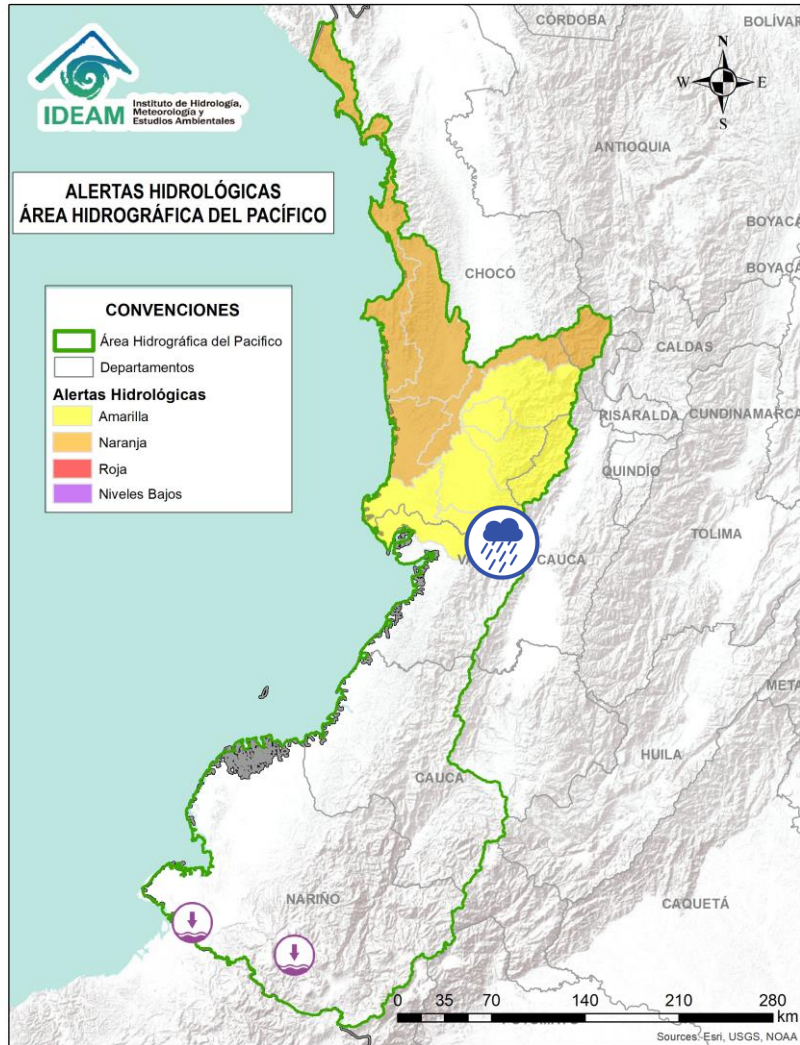 CÓRDOBA
BOLÍVAR
N
W
E
S
IDEAM
Instituto de Hidrología,
Meteorología y
Estudios Ambientales
ANTIOQUIA
ALERTAS HIDROLÓGICAS
ÁREA HIDROGRÁFICA DEL PACÍFICO
BOYACÁ
BOYACÁ
CHOCÓ
CONVENCIONES
Área Hidrográfica del Pacifico
Departamentos
Alertas Hidrológicas
Amarilla
Naranja
Roja
Niveles Bajos
CALDAS
RISARALDA
CUNDINAMARCA
QUINDÍO
TOLIMA
CAUCA
META
HUILA
CAUCA
NARIÑO
CAQUETÁ
0
35
70
140
210
280
km
Sources: Esri, USGS, NOAA